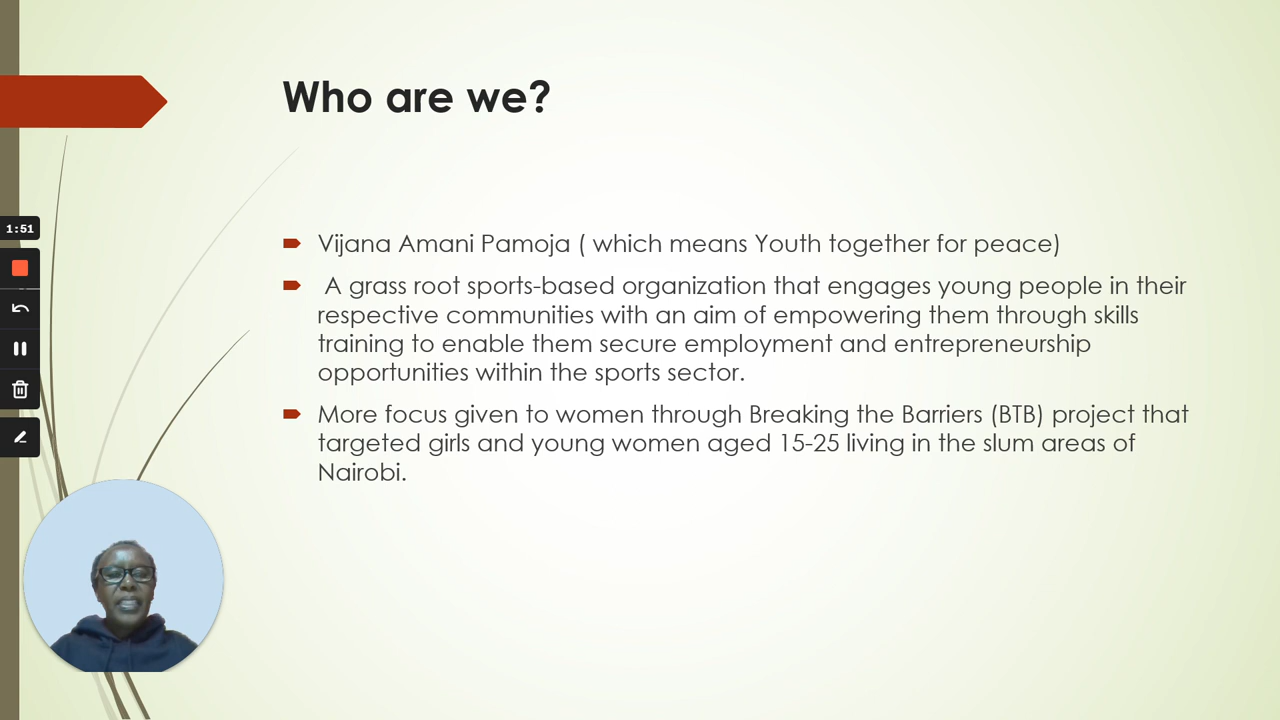 Who are we?
1:51
Vijana Amani Pamoja ( which means Youth together for peace)
A grass root sports-based organization that engages young people in their
respective communities with an aim of empowering them through skills
training to enable them secure employment and entrepreneurship
opportunities within the sports sector.
More focus given to women through Breaking the Barriers (BTB) project that
targeted girls and young women aged 15-25 living in the slum areas of
Nairobi.